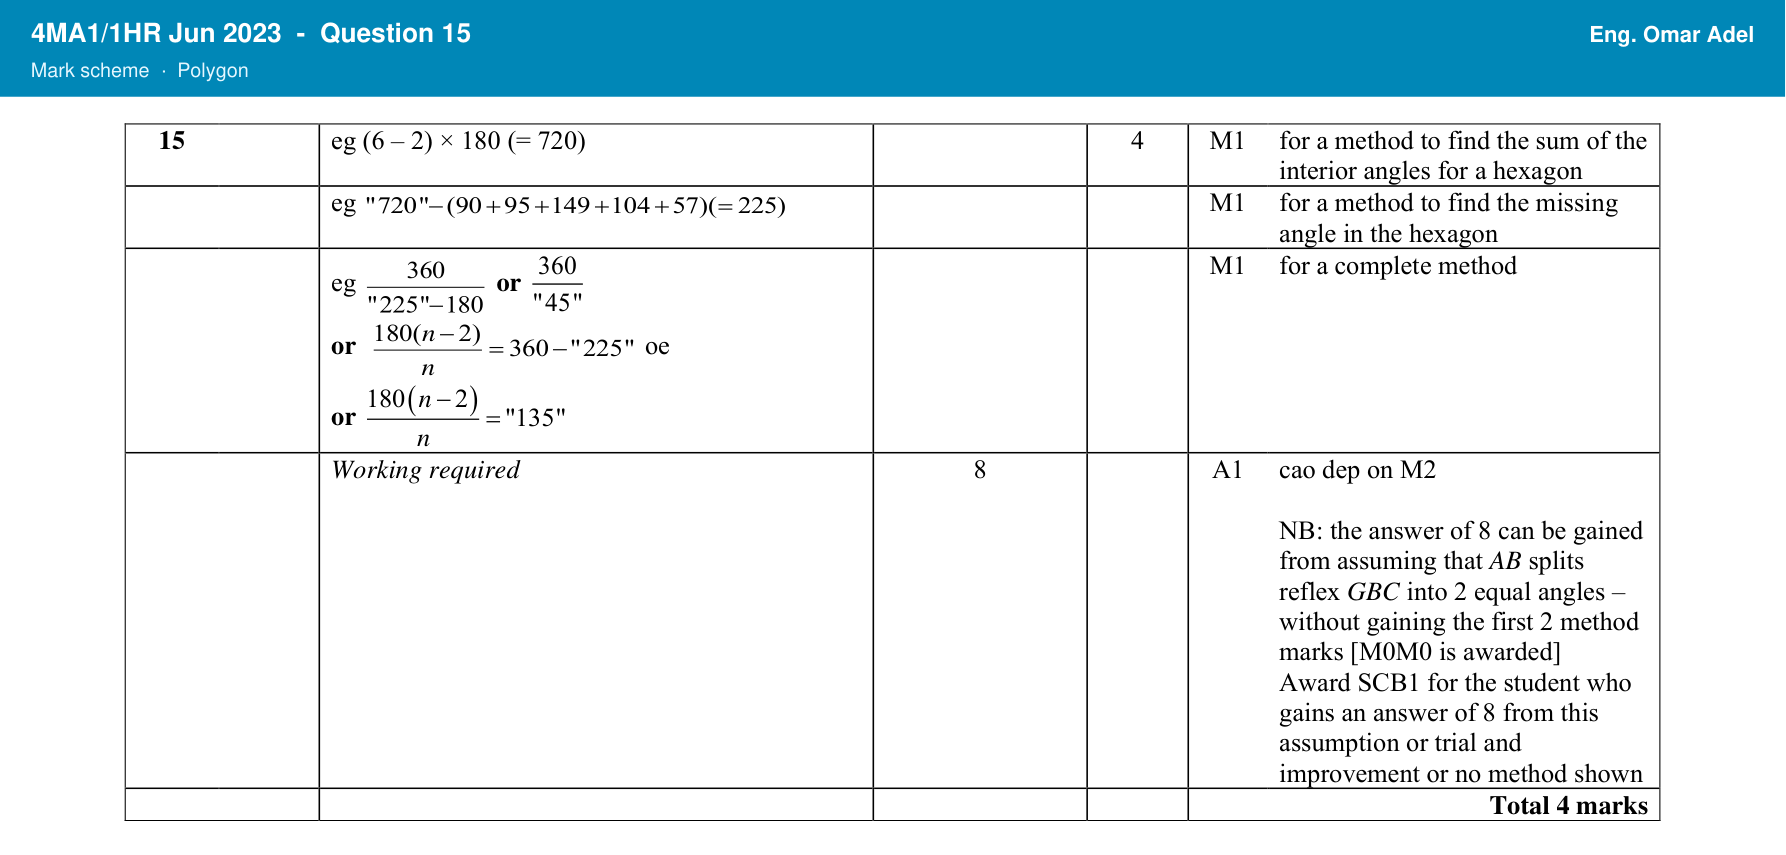 4MA1/1HR Jun 2023 - Question 15
Eng. Omar Adel
Mark scheme · Polygon
15 eg (6 – 2) × 180 (= 720) 4 M1 for a method to find the sum of the
interior angles for a hexagon
eg "720"–(90+95+149+104+57)(=225) M1 for a method to find the missing
angle in the hexagon
eg 360/("225"–180) or 360/"45" M1 for a complete method
or 180(n–2)/n = 360–"225" oe
or 180(n–2)/n = "135"
Working required 8 A1 cao dep on M2
NB: the answer of 8 can be gained
from assuming that AB splits
reflex GBC into 2 equal angles –
without gaining the first 2 method
marks [M0M0 is awarded]
Award SCB1 for the student who
gains an answer of 8 from this
assumption or trial and
improvement or no method shown
Total 4 marks